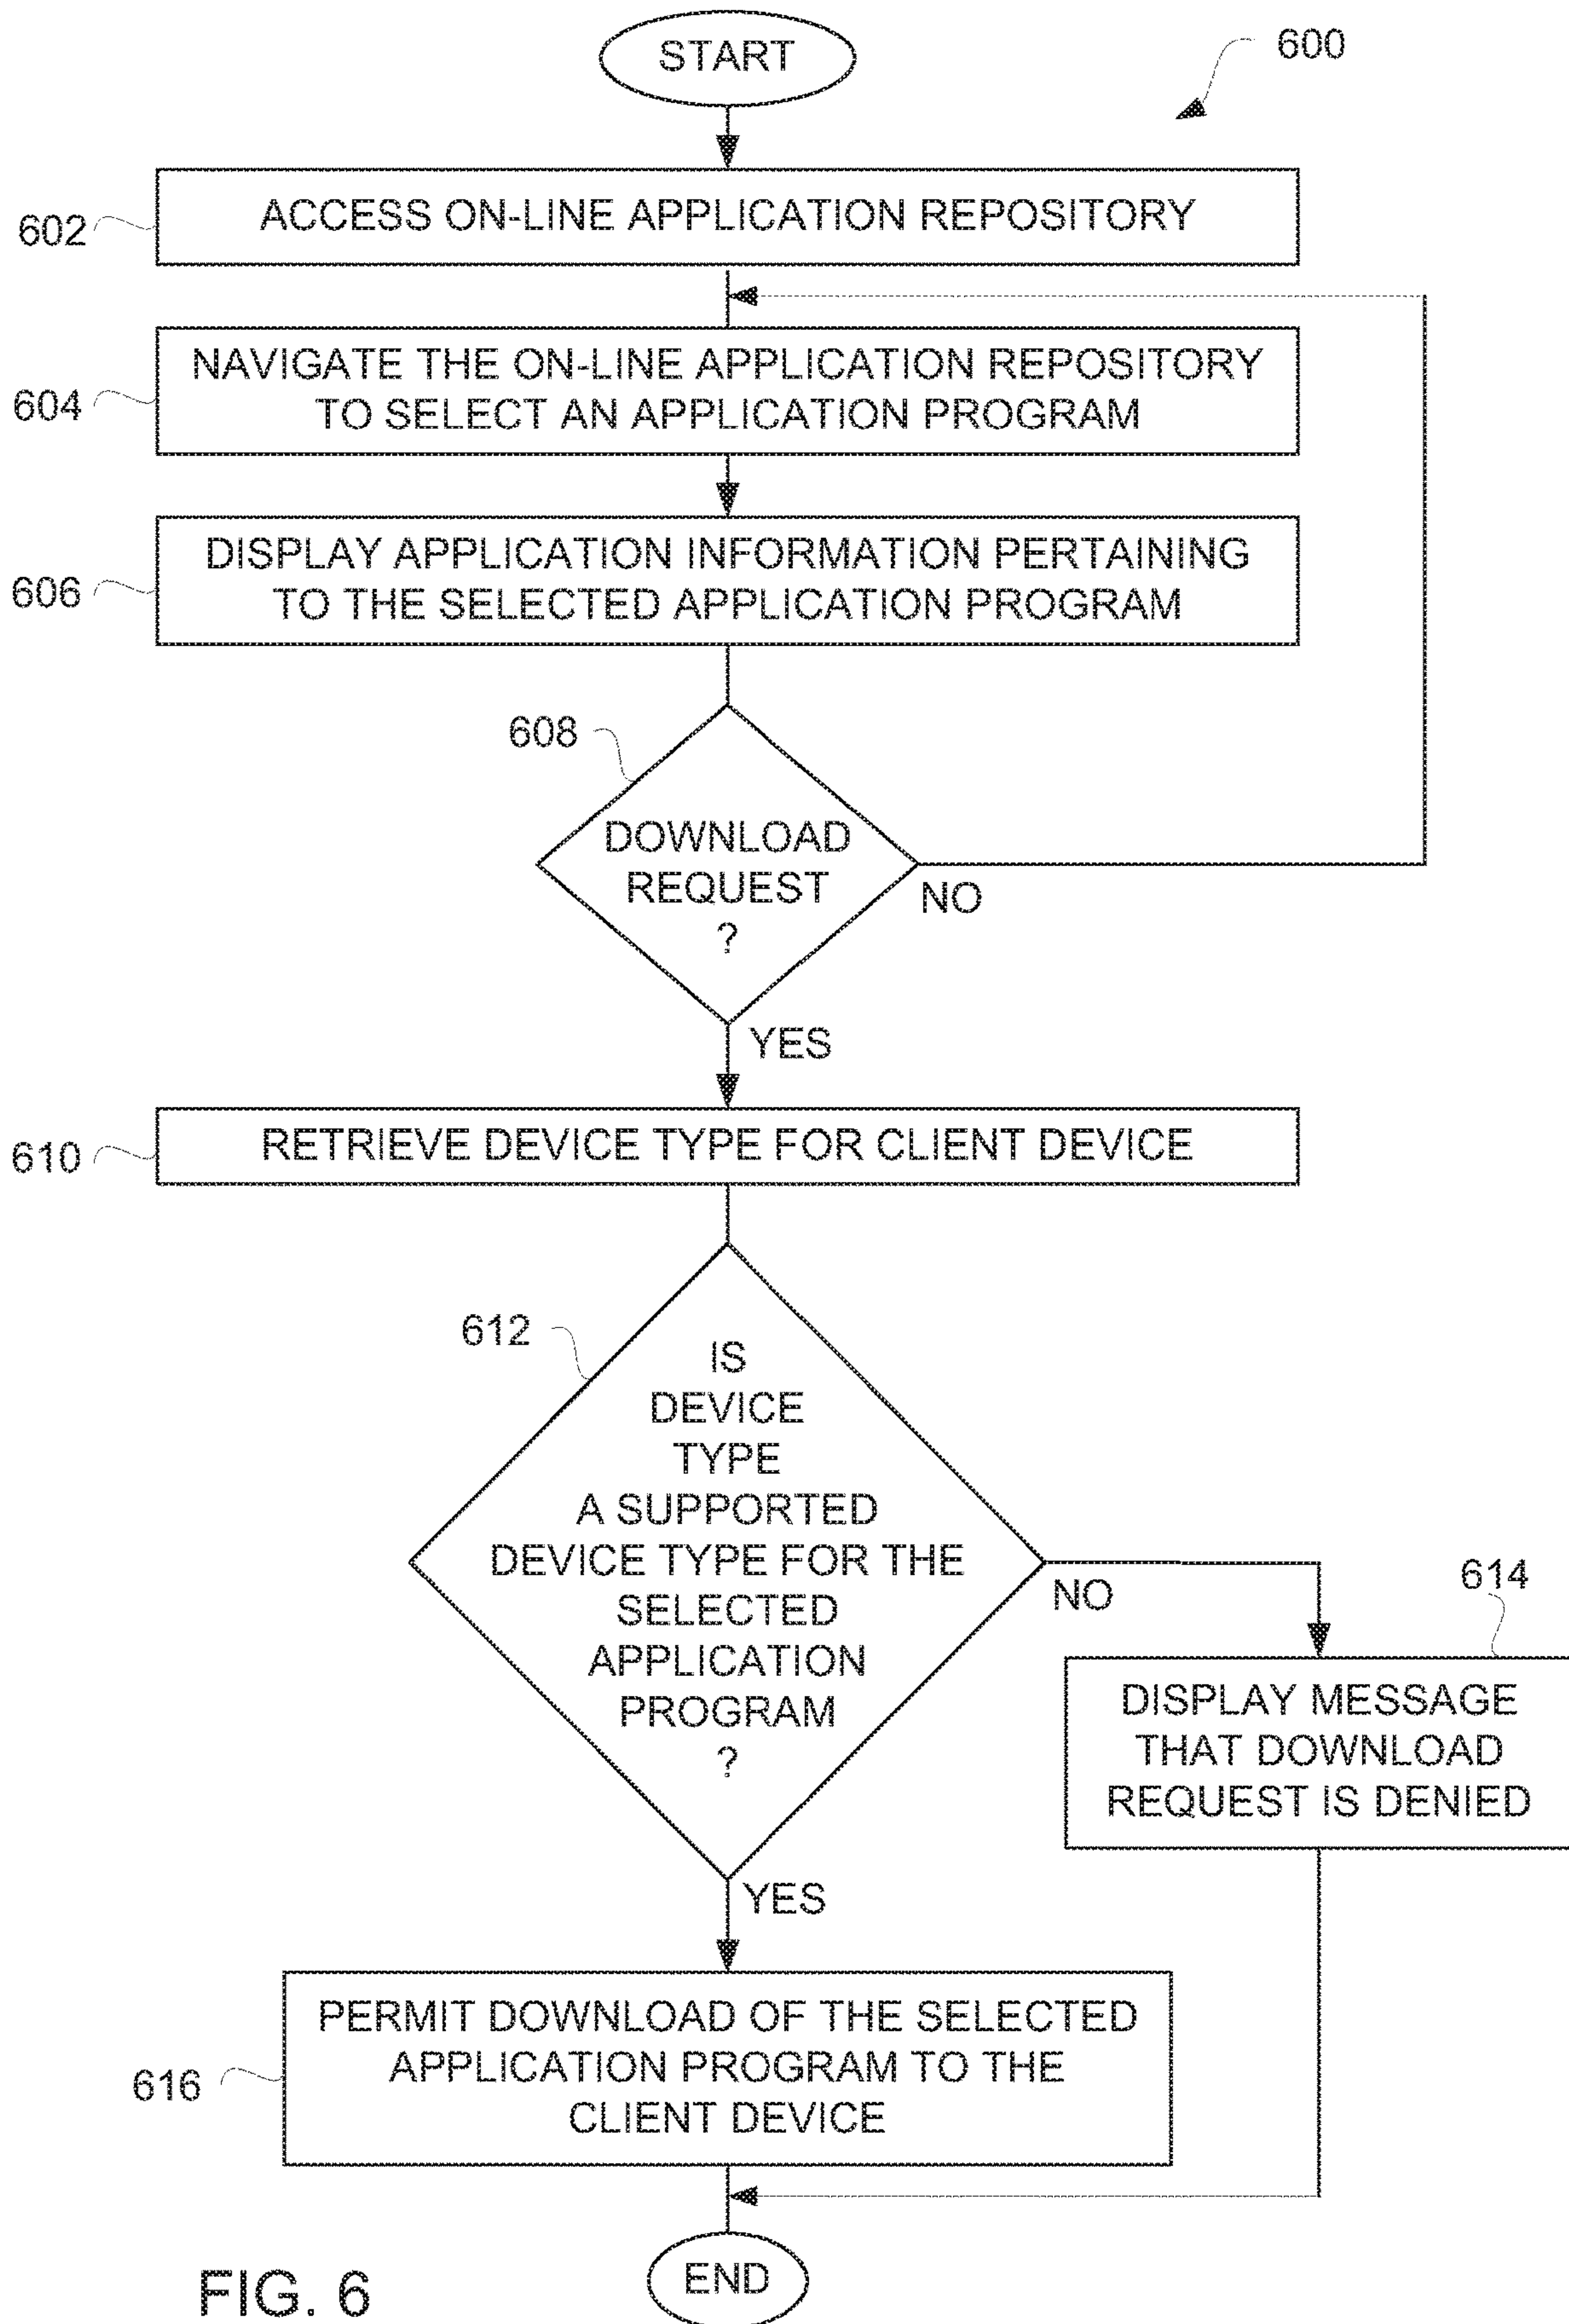 START
600
602
ACCESS ON-LINE APPLICATION REPOSITORY
604
NAVIGATE THE ON-LINE APPLICATION REPOSITORY
TO SELECT AN APPLICATION PROGRAM
606
DISPLAY APPLICATION INFORMATION PERTAINING
TO THE SELECTED APPLICATION PROGRAM
608
DOWNLOAD
REQUEST
?
NO
YES
610
RETRIEVE DEVICE TYPE FOR CLIENT DEVICE
612
IS
DEVICE
TYPE
A SUPPORTED
DEVICE TYPE FOR THE
SELECTED
APPLICATION
PROGRAM
?
NO
614
DISPLAY MESSAGE
THAT DOWNLOAD
REQUEST IS DENIED
YES
616
PERMIT DOWNLOAD OF THE SELECTED
APPLICATION PROGRAM TO THE
CLIENT DEVICE
END
FIG. 6